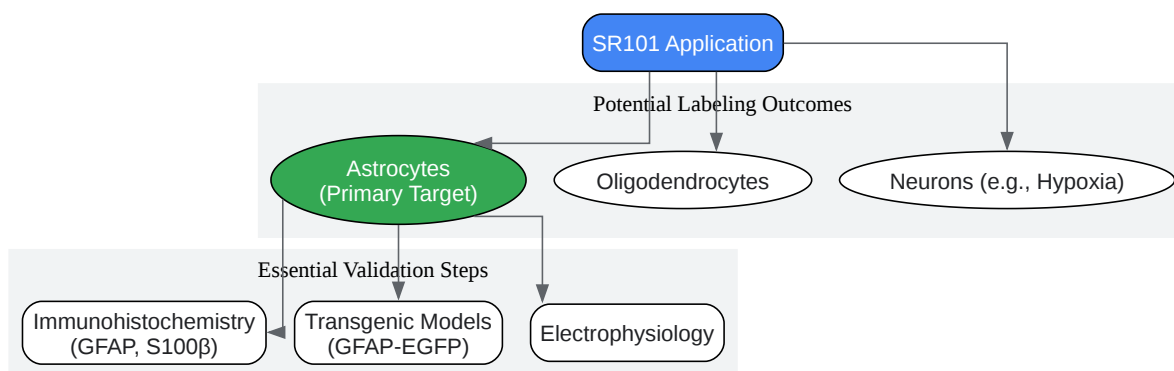 SR101 Application
Potential Labeling Outcomes
Astrocytes
(Primary Target)
Oligodendrocytes
Neurons (e.g., Hypoxia)
Essential Validation Steps
Immunohistochemistry
(GFAP, S100β)
Transgenic Models
(GFAP-EGFP)
Electrophysiology